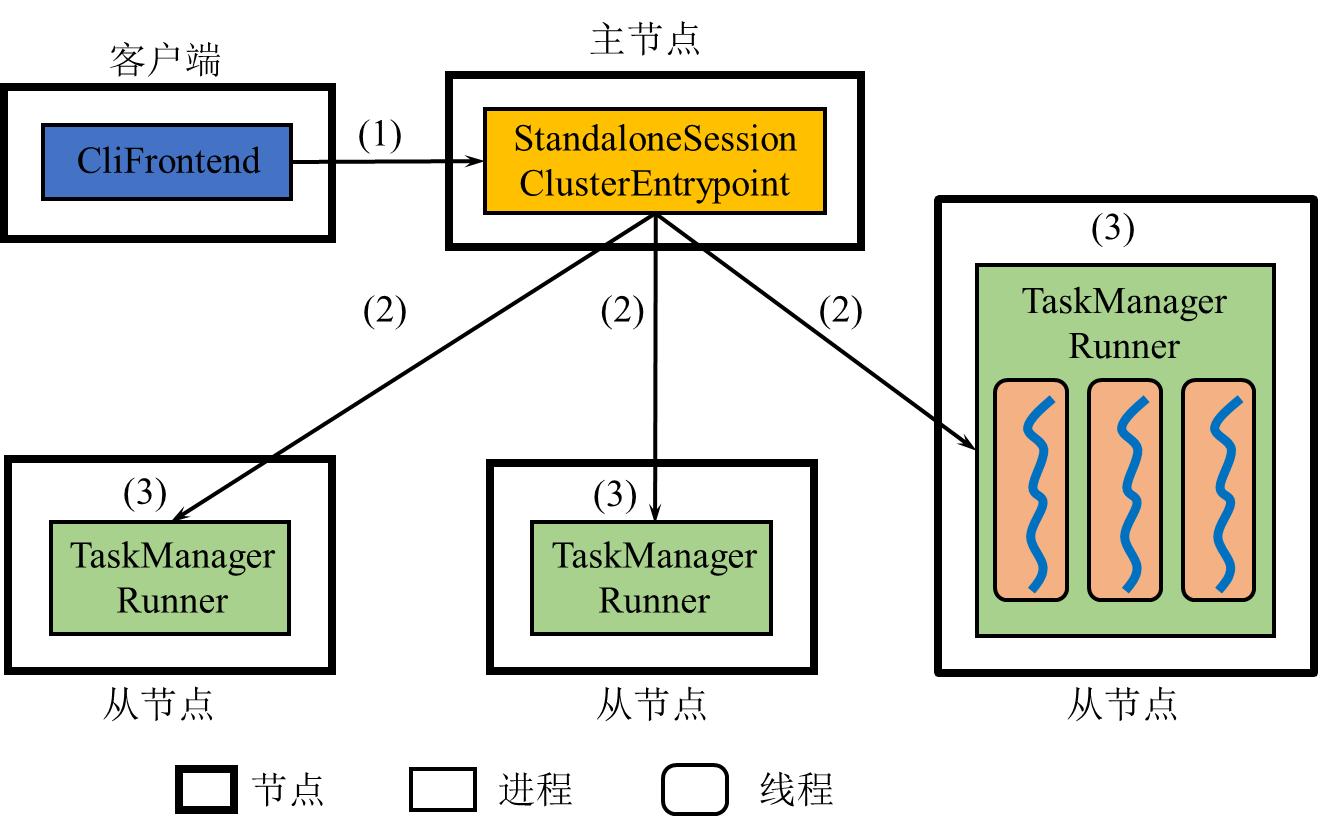 客户端
主节点
CliFrontend
(1)
StandaloneSession
ClusterEntrypoint
(2)
(2)
(2)
(3)
TaskManager
Runner
(3)
TaskManager
Runner
(3)
TaskManager
Runner
从节点
从节点
从节点
节点
进程
线程